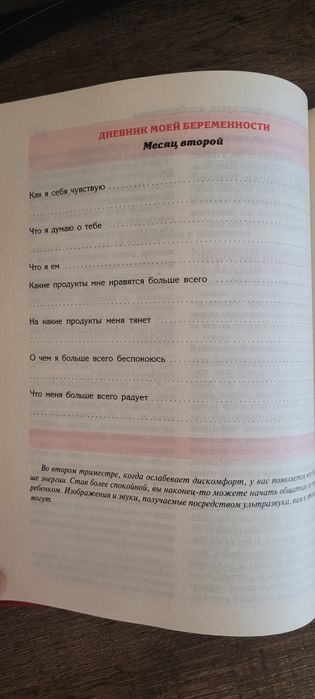 ДНЕВНИК МОЕЙ БЕРЕМЕННОСТИ
Месяц второй
Как я себя чувствую
Что я думаю о тебе
Что я ем
Какие продукты мне нравятся больше всего
На какие продукты меня тянет
О чем я больше всего беспокоюсь
Что меня больше всего радует
Во втором триместре, когда ослабевает дискомфорт, у вас появляется
ше энергии. Став более спокойной, вы наконец-то можете начать общаться
ребенком. Изображения и звуки, получаемые посредством ультразвука, вам в
могут.